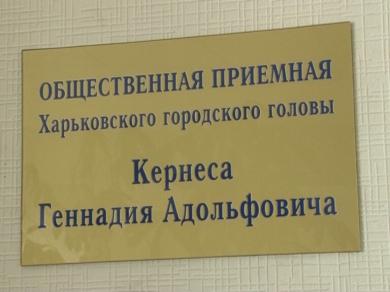 ОБЩЕСТВЕННАЯ ПРИЕМНАЯ
Харьковского городского головы
Кернеса
Геннадия Адольфовича